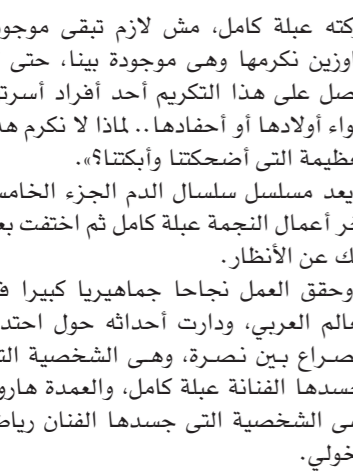 ركته عبلة كامل، مش لازم تبقى موجود
اوزين نكرمها وهى موجودة بينا، حتى
صل على هذا التكريم أحد أفراد أسرت
واء أولادها أو أحفادها.. لماذا لا نكرم هذ
عظيمة التى أضحكتنا وأبكتنا؟».
يعد مسلسل سلسال الدم الجزء الخامس
خر أعمال النجمة عبلة كامل ثم اختفت بع
ك عن الأنظار.
وحقق العمل نجاحا جماهيريا كبيرا ف
عالم العربي، ودارت أحداثه حول احتد
صراع بين نصرة، وهى الشخصية الت
جسدها الفنانة عبلة كامل، والعمدة هارو
ى الشخصية التى جسدها الفنان رياض
خولي.